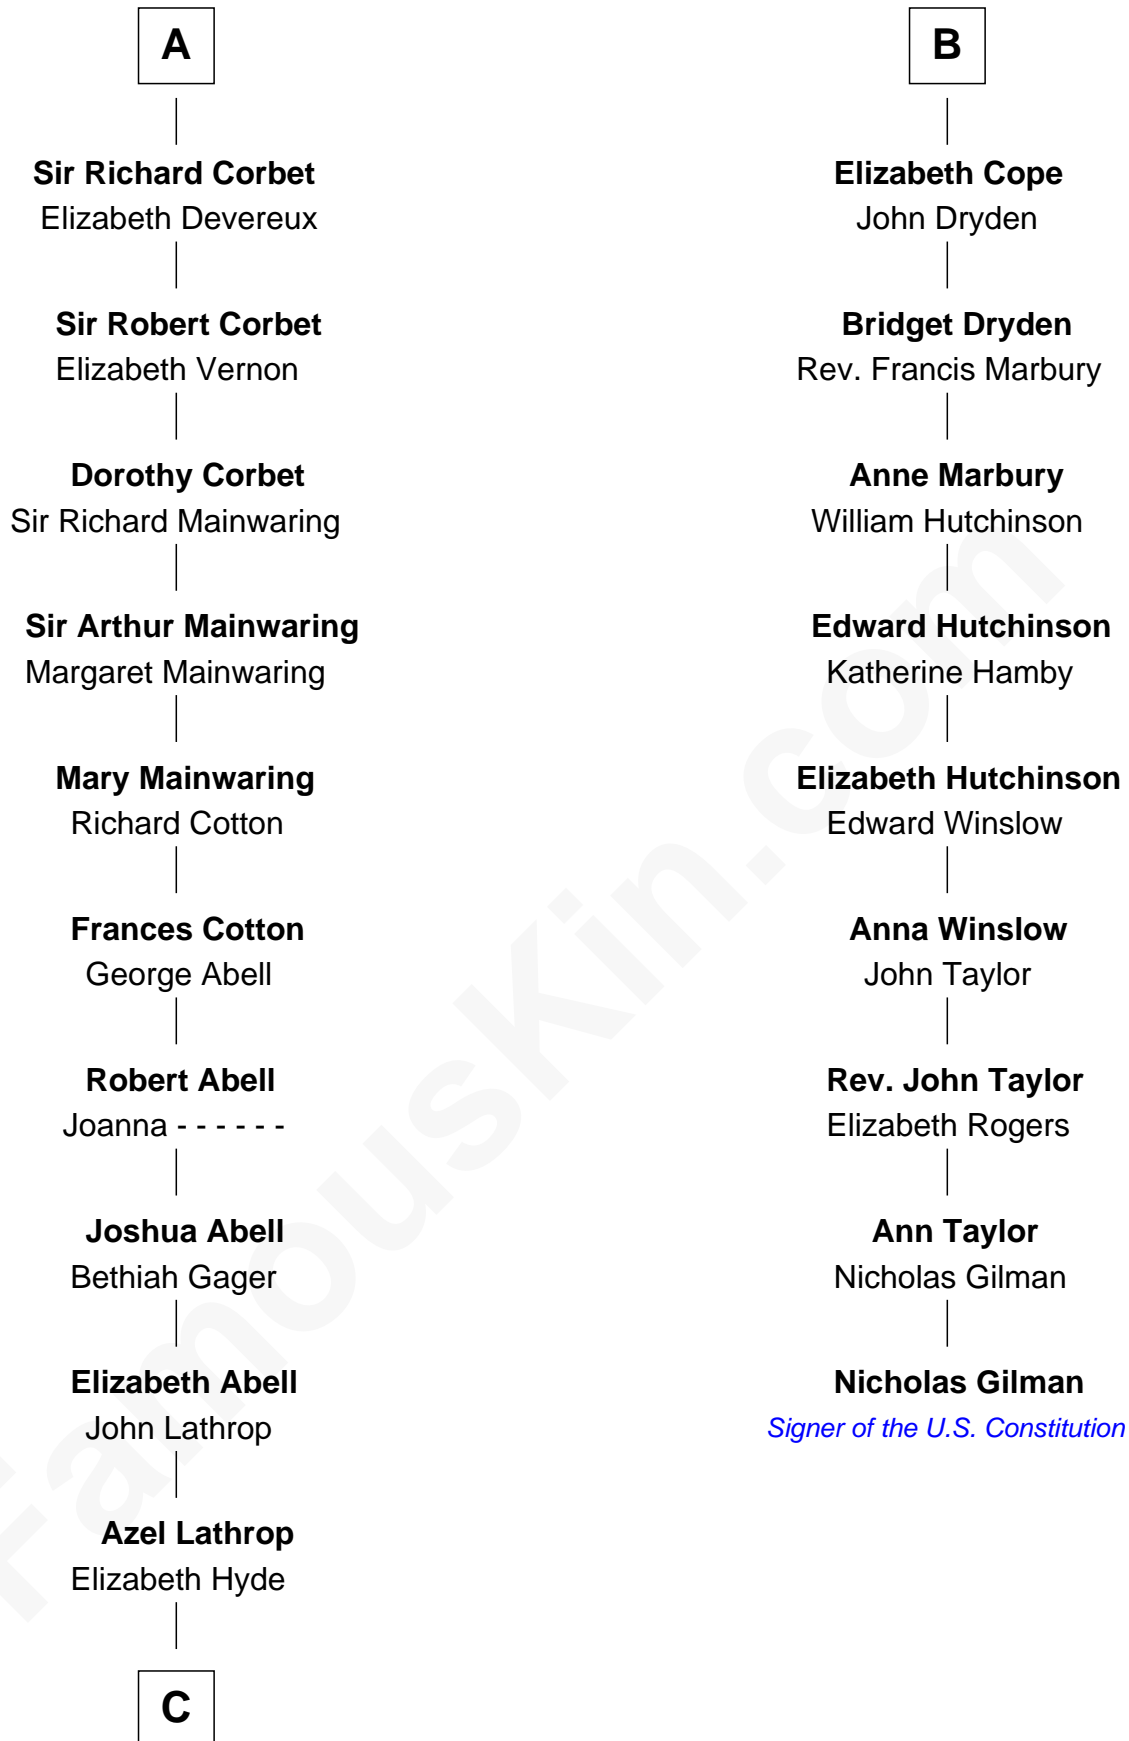 A
Sir Richard Corbet
Elizabeth Devereux
Sir Robert Corbet
Elizabeth Vernon
Dorothy Corbet
Sir Richard Mainwaring
Sir Arthur Mainwaring
Margaret Mainwaring
Mary Mainwaring
Richard Cotton
Frances Cotton
George Abell
Robert Abell
Joanna - - - - - -
Joshua Abell
Bethiah Gager
Elizabeth Abell
John Lathrop
Azel Lathrop
Elizabeth Hyde
C
B
Elizabeth Cope
John Dryden
Bridget Dryden
Rev. Francis Marbury
Anne Marbury
William Hutchinson
Edward Hutchinson
Katherine Hamby
Elizabeth Hutchinson
Edward Winslow
Anna Winslow
John Taylor
Rev. John Taylor
Elizabeth Rogers
Ann Taylor
Nicholas Gilman
Nicholas Gilman
Signer of the U.S. Constitution
FamousKin.com